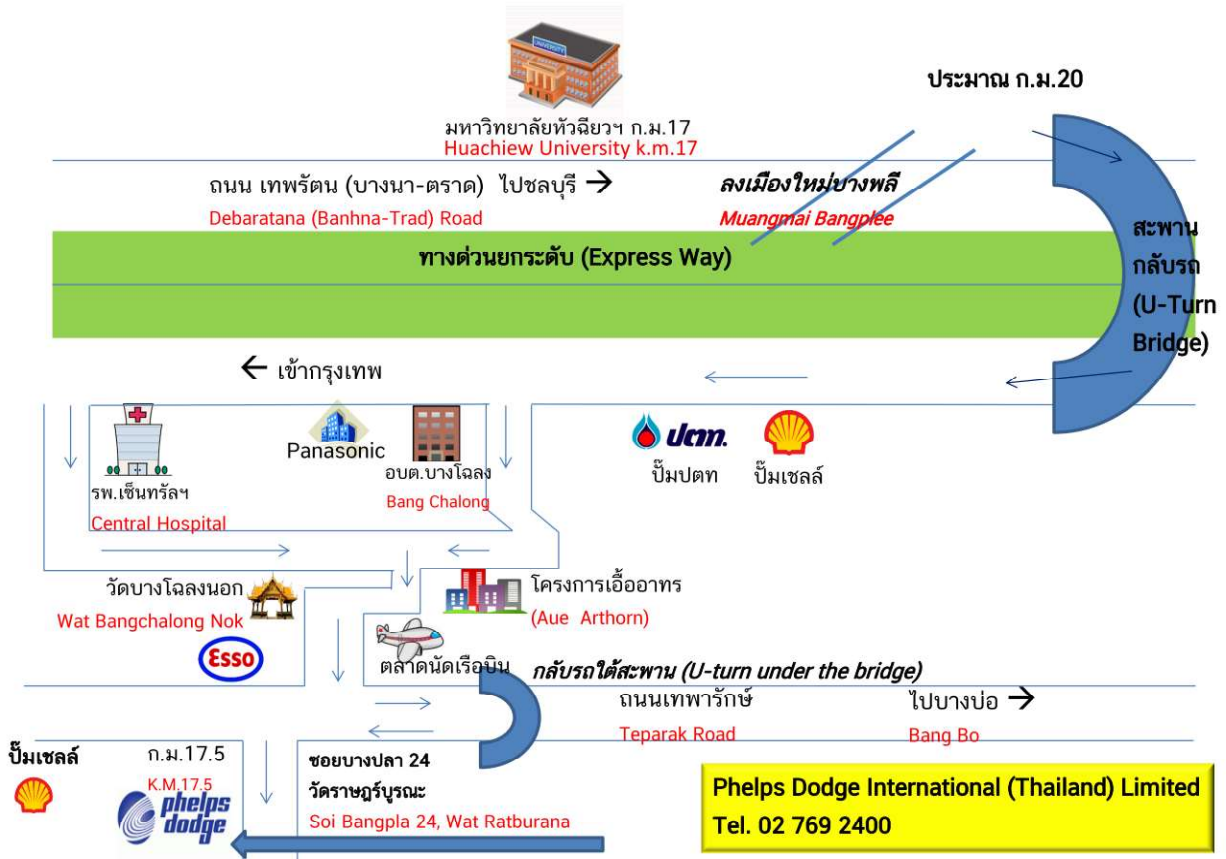 ประมาณ ก.ม.20
UNIVERSITY
มหาวิทยาลัยหัวฉียวฯ ก.ม.17
Huachiew University k.m.17
ถนน เทพรัตน (บางนา-ตราด) ไปชลบุรี →
Debaratana (Banhna-Trad) Road
ลงเมืองใหม่บางพลี
Muangmai Bangplee
ทางด่วนยกระดับ (Express Way)
สะพาน
กลับรถ
(U-Turn
Bridge)
← เข้ากรุงเทพ
รพ.เซ็นทรัลฯ
Central Hospital
Panasonic
อบต.บางโฉลง
Bang Chalong
ปตท.
ปั๊มปตท
ปั๊มเชลล์
วัดบางโฉลงนอก
Wat Bangchalong Nok
Esso
โครงการเอื้ออาทร
(Aue Arthorn)
ตลาดนัดเรือบิน
กลับรถใต้สะพาน (U-turn under the bridge)
ถนนเทพารักษ์
Teparak Road
ไปบางบ่อ →
Bang Bo
ปั๊มเชลล์
ก.ม.17.5
K.M.17.5
phelps
dodge
ซอยบางปลา 24
วัดราษฎร์บูรณะ
Soi Bangpla 24, Wat Ratburana
Phelps Dodge International (Thailand) Limited
Tel. 02 769 2400